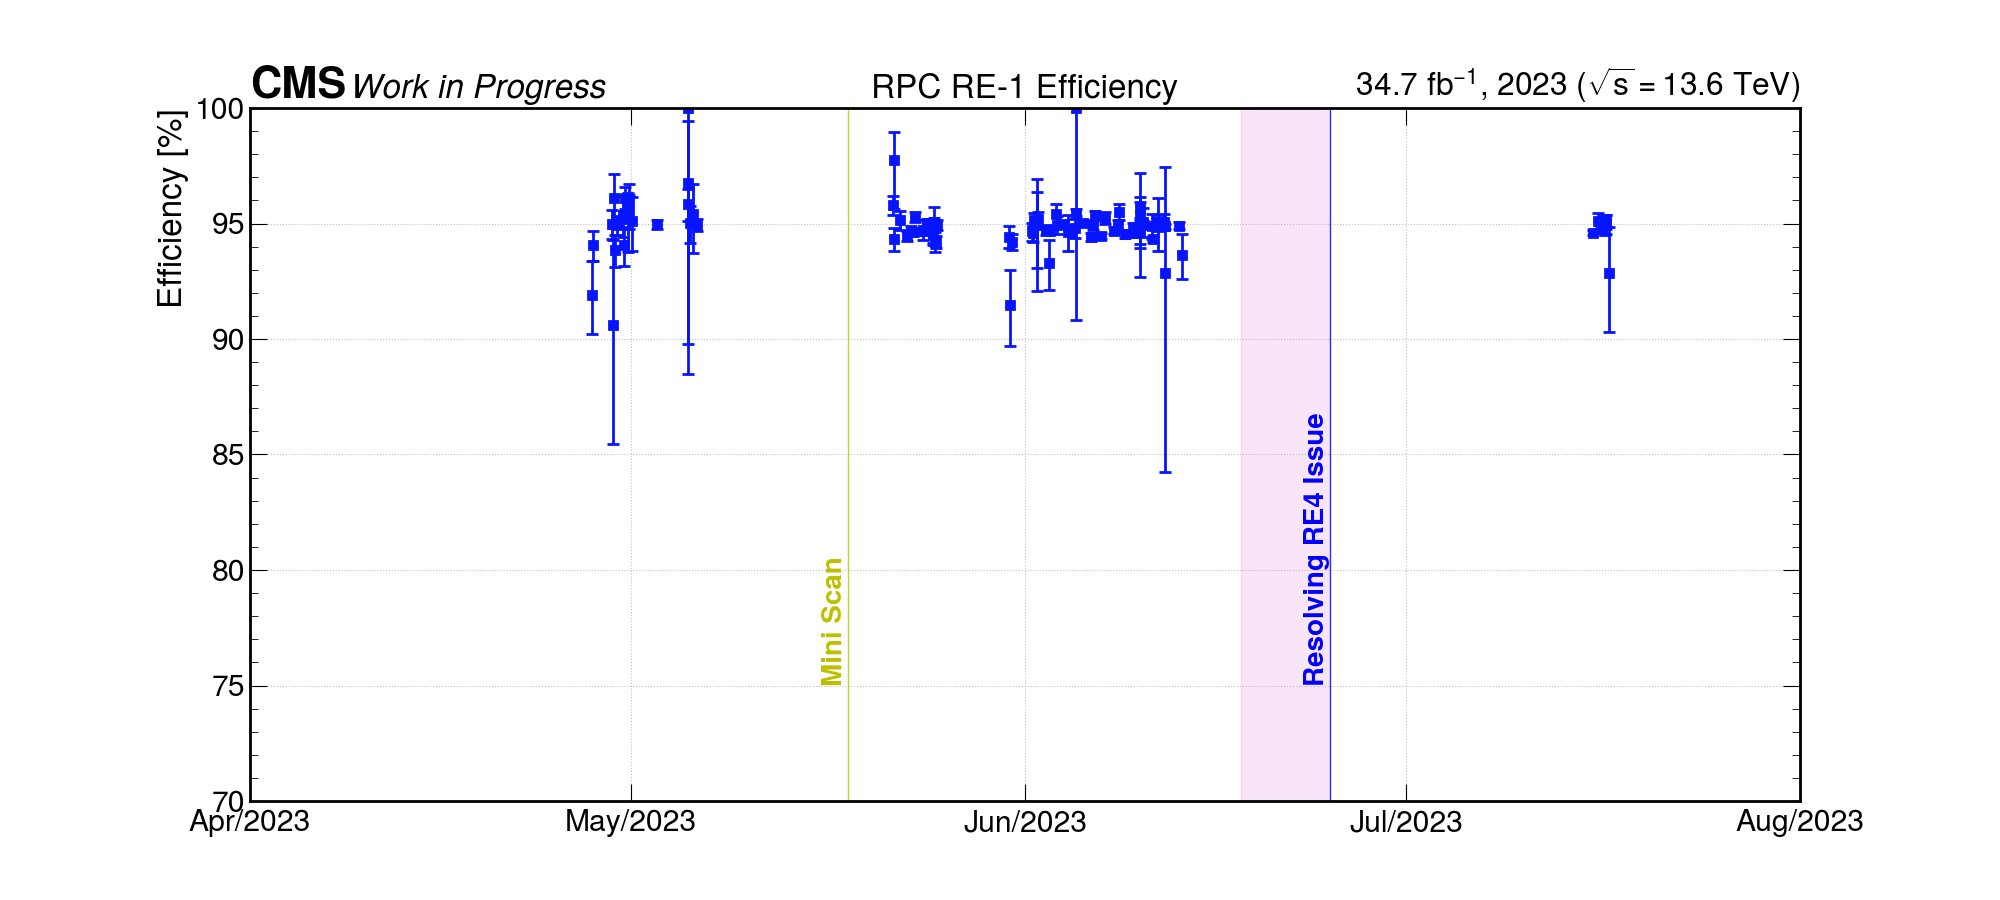 CMS Work in Progress RPC RE-1 Efficiency 34.7 fb⁻¹, 2023 (√s = 13.6 TeV)
Efficiency [%]
100
95
90
85
80
75
70
Mini Scan
Resolving RE4 Issue
Apr/2023 May/2023 Jun/2023 Jul/2023 Aug/2023